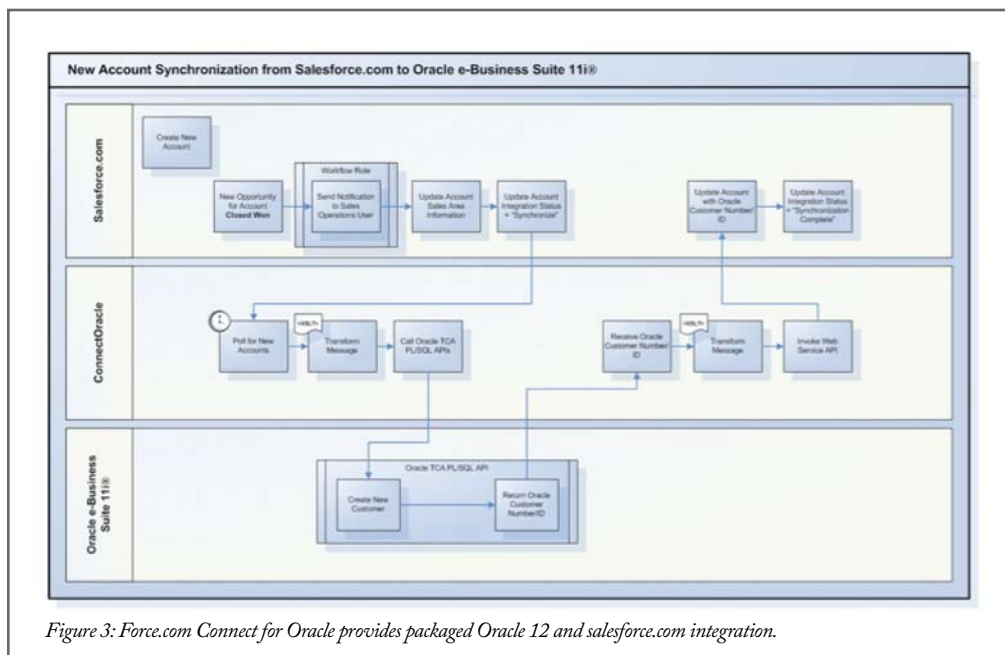 New Account Synchronization from Salesforce.com to Oracle e-Business Suite 11i®
Salesforce.com
Create New
Account
New Opportunity
for Account
Closed Won
Workflow Rule
Send Notification
to Sales
Operations User
Update Account
Sales Area
Information
Update Account
Integration Status
= "Synchronize"
Update Account
with Oracle
Customer Number/
ID
Update Account
Integration Status
= "Synchronization
Complete"
ConnectOracle
Poll for New
Accounts
<XSLT>
Transform
Message
Call Oracle TCA
PL/SQL APIs
Receive Oracle
Customer Number/
ID
<XSLT>
Transform
Message
Invoke Web
Service API
Oracle e-Business
Suite 11i®
Oracle TCA PL/SQL API
Create New
Customer
Return Oracle
Customer
Number/ID
Figure 3: Force.com Connect for Oracle provides packaged Oracle 12 and salesforce.com integration.